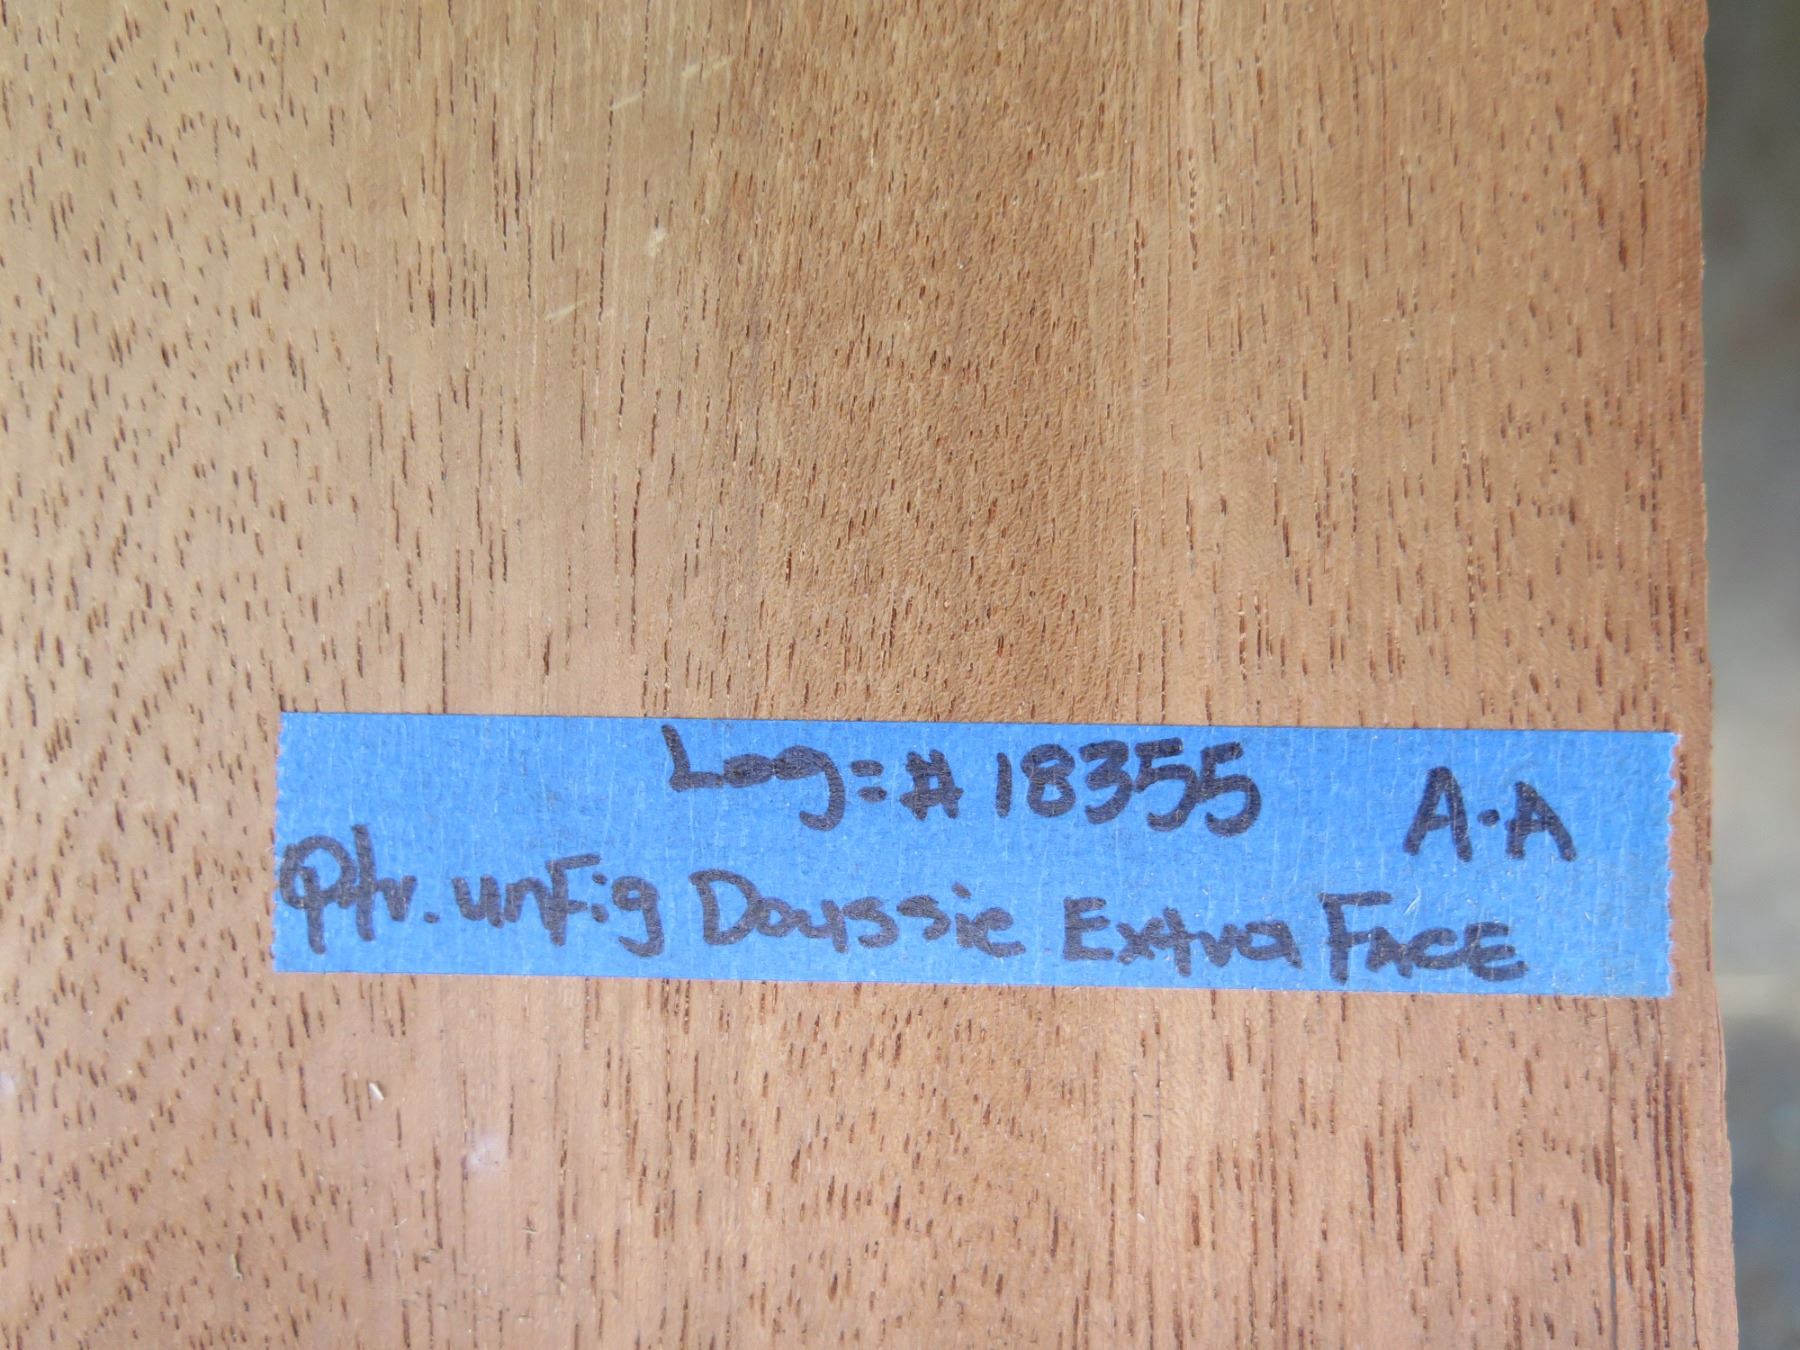 Log=# 18355 A.A
Qtr. unFig Doussie Extra FACE